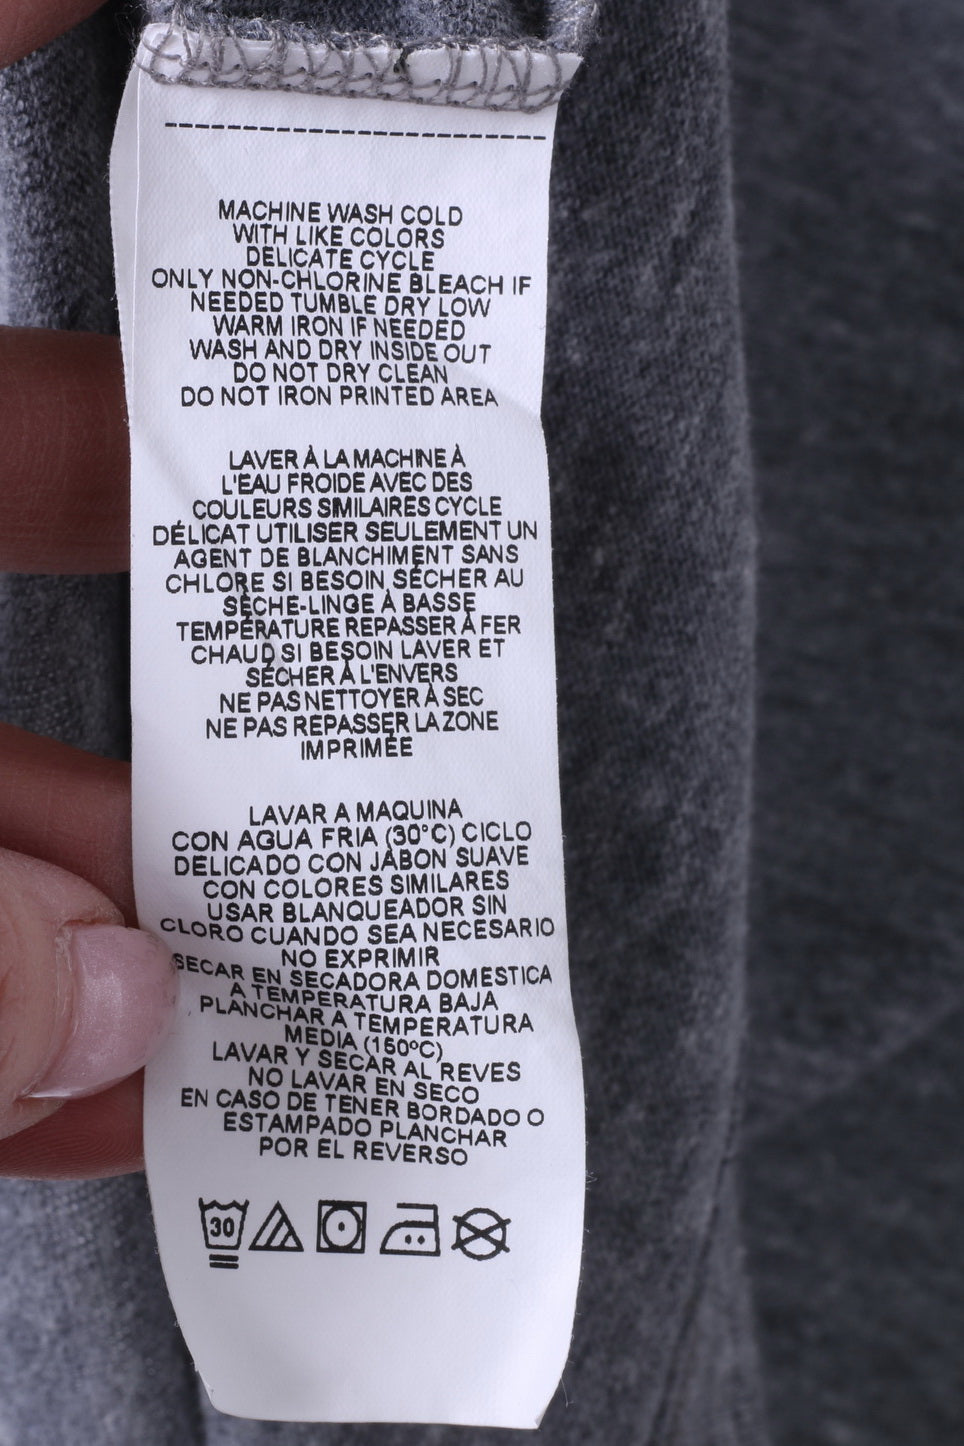 MACHINE WASH COLD
WITH LIKE COLORS
DELICATE CYCLE
ONLY NON-CHLORINE BLEACH IF
NEEDED TUMBLE DRY LOW
WARM IRON IF NEEDED
WASH AND DRY INSIDE OUT
DO NOT DRY CLEAN
DO NOT IRON PRINTED AREA
LAVER À LA MACHINE À
L'EAU FROIDE AVEC DES
COULEURS SIMILAIRES CYCLE
DÉLICAT UTILISER SEULEMENT UN
AGENT DE BLANCHIMENT SANS
CHLORE SI BESOIN SÉCHER AU
SÈCHE-LINGE À BASSE
TEMPÉRATURE REPASSER À FER
CHAUD SI BESOIN LAVER ET
SÉCHER À L'ENVERS
NE PAS NETTOYER À SEC
NE PAS REPASSER LA ZONE
IMPRIMÉE
LAVAR A MAQUINA
CON AGUA FRIA (30°C) CICLO
DELICADO CON JABON SUAVE
CON COLORES SIMILARES
USAR BLANQUEADOR SIN
CLORO CUANDO SEA NECESARIO
NO EXPRIMIR
SECAR EN SECADORA DOMESTICA
A TEMPERATURA BAJA
PLANCHAR A TEMPERATURA
MEDIA (150ºC)
LAVAR Y SECAR AL REVES
NO LAVAR EN SECO
EN CASO DE TENER BORDADO O
ESTAMPADO PLANCHAR
POR EL REVERSO
30